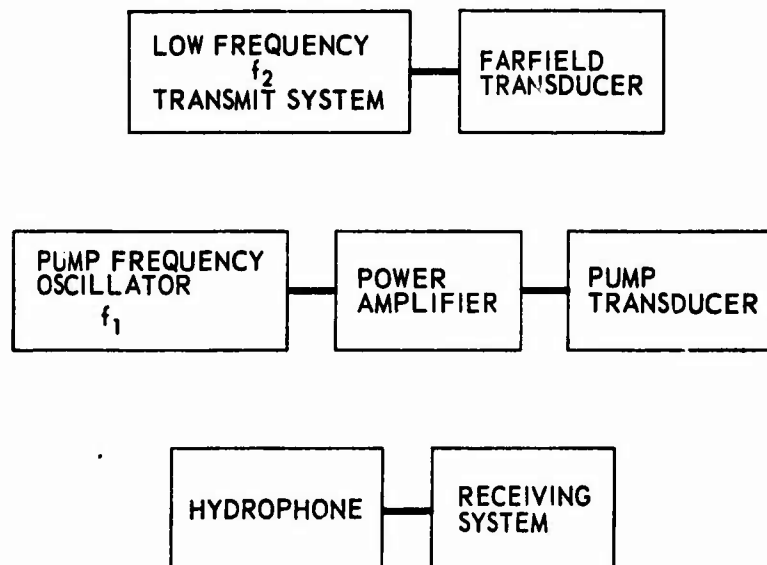 LOW FREQUENCY
f2
TRANSMIT SYSTEM
FARFIELD
TRANSDUCER
PUMP FREQUENCY
OSCILLATOR
f1
POWER
AMPLIFIER
PUMP
TRANSDUCER
HYDROPHONE
RECEIVING
SYSTEM